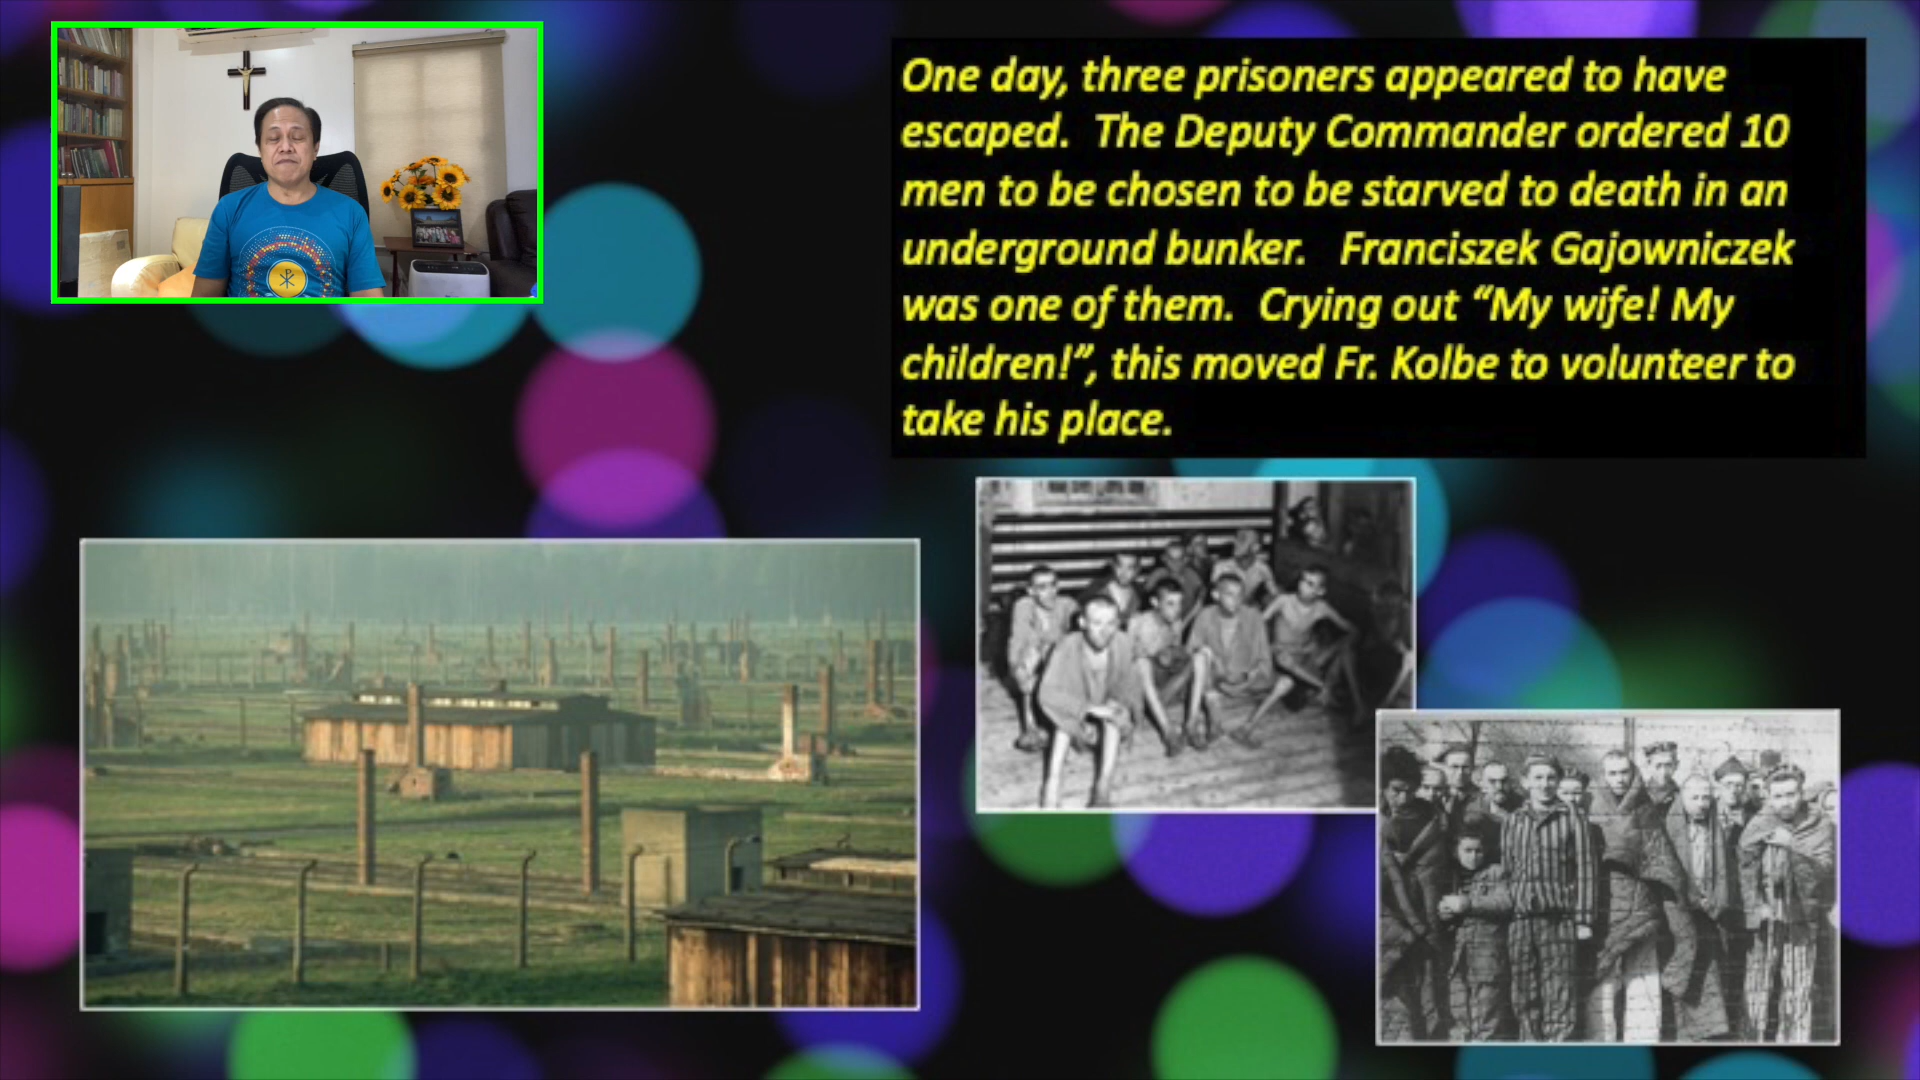 One day, three prisoners appeared to have
escaped. The Deputy Commander ordered 10
men to be chosen to be starved to death in an
underground bunker. Franciszek Gajowniczek
was one of them. Crying out “My wife! My
children!”, this moved Fr. Kolbe to volunteer to
take his place.